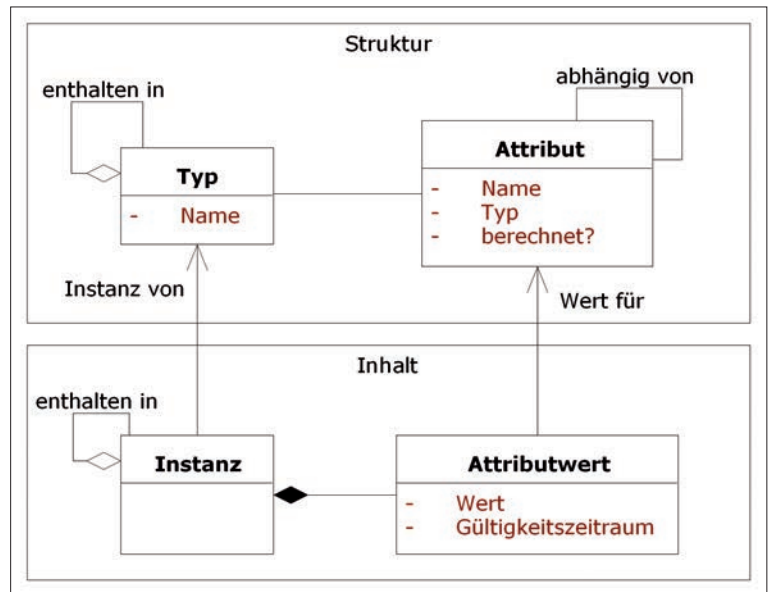 Struktur
enthalten in
abhängig von
Typ
- Name
Attribut
- Name
- Typ
- berechnet?
Instanz von
Wert für
Inhalt
enthalten in
Instanz
Attributwert
- Wert
- Gültigkeitszeitraum